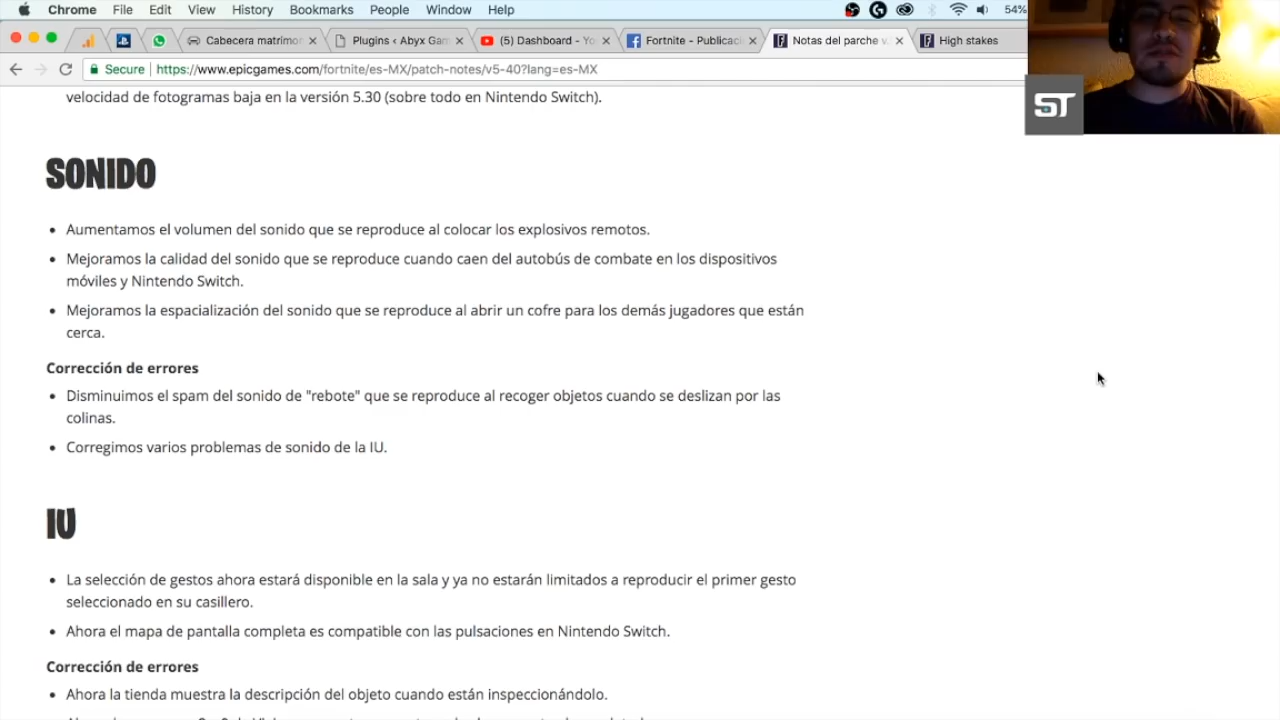 Chrome File Edit View History Bookmarks People Window Help 54%
Cabecera matrimon Plugins ‹ Abyx Gam (5) Dashboard - Yo Fortnite - Publicaci Notas del parche v. High stakes
Secure https://www.epicgames.com/fortnite/es-MX/patch-notes/v5-40?lang=es-MX
ST
velocidad de fotogramas baja en la versión 5.30 (sobre todo en Nintendo Switch).
SONIDO
• Aumentamos el volumen del sonido que se reproduce al colocar los explosivos remotos.
• Mejoramos la calidad del sonido que se reproduce cuando caen del autobús de combate en los dispositivos
móviles y Nintendo Switch.
• Mejoramos la espacialización del sonido que se reproduce al abrir un cofre para los demás jugadores que están
cerca.
Corrección de errores
• Disminuimos el spam del sonido de "rebote" que se reproduce al recoger objetos cuando se deslizan por las
colinas.
• Corregimos varios problemas de sonido de la IU.
IU
• La selección de gestos ahora estará disponible en la sala y ya no estarán limitados a reproducir el primer gesto
seleccionado en su casillero.
• Ahora el mapa de pantalla completa es compatible con las pulsaciones en Nintendo Switch.
Corrección de errores
• Ahora la tienda muestra la descripción del objeto cuando están inspeccionándolo.